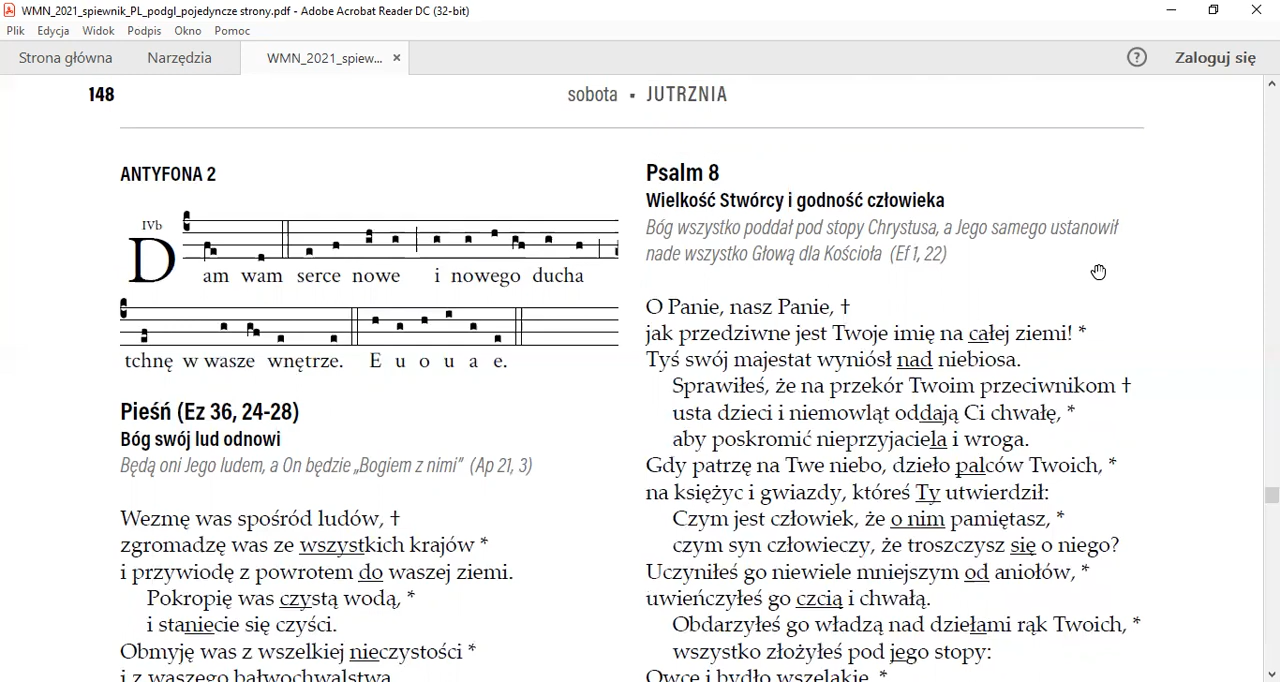 WMN_2021_spiewnik_PL_podgl_pojedyncze strony.pdf - Adobe Acrobat Reader DC (32-bit)
Plik Edycja Widok Podpis Okno Pomoc
Strona główna Narzędzia WMN_2021_spiew... × ? Zaloguj się
148 sobota • JUTRZNIA
ANTYFONA 2
IVb
D
am wam serce nowe i nowego ducha
tchnę w wasze wnętrze. E u o u a e.
Pieśń (Ez 36, 24-28)
Bóg swój lud odnowi
Będą oni Jego ludem, a On będzie „Bogiem z nimi” (Ap 21, 3)
Wezmę was spośród ludów, †
zgromadzę was ze wszystkich krajów *
i przywiodę z powrotem do waszej ziemi.
Pokropię was czystą wodą, *
i staniecie się czyści.
Obmyję was z wszelkiej nieczystości *
i z waszego bałwochwalstwa.
Psalm 8
Wielkość Stwórcy i godność człowieka
Bóg wszystko poddał pod stopy Chrystusa, a Jego samego ustanowił
nade wszystko Głową dla Kościoła (Ef 1, 22)
O Panie, nasz Panie, †
jak przedziwne jest Twoje imię na całej ziemi! *
Tyś swój majestat wyniósł nad niebiosa.
Sprawiłeś, że na przekór Twoim przeciwnikom †
usta dzieci i niemowląt oddają Ci chwałę, *
aby poskromić nieprzyjaciela i wroga.
Gdy patrzę na Twe niebo, dzieło palców Twoich, *
na księżyc i gwiazdy, któreś Ty utwierdził:
Czym jest człowiek, że o nim pamiętasz, *
czym syn człowieczy, że troszczysz się o niego?
Uczyniłeś go niewiele mniejszym od aniołów, *
uwieńczyłeś go czcią i chwałą.
Obdarzyłeś go władzą nad dziełami rąk Twoich, *
wszystko złożyłeś pod jego stopy:
Owce i bydło wszelakie, *